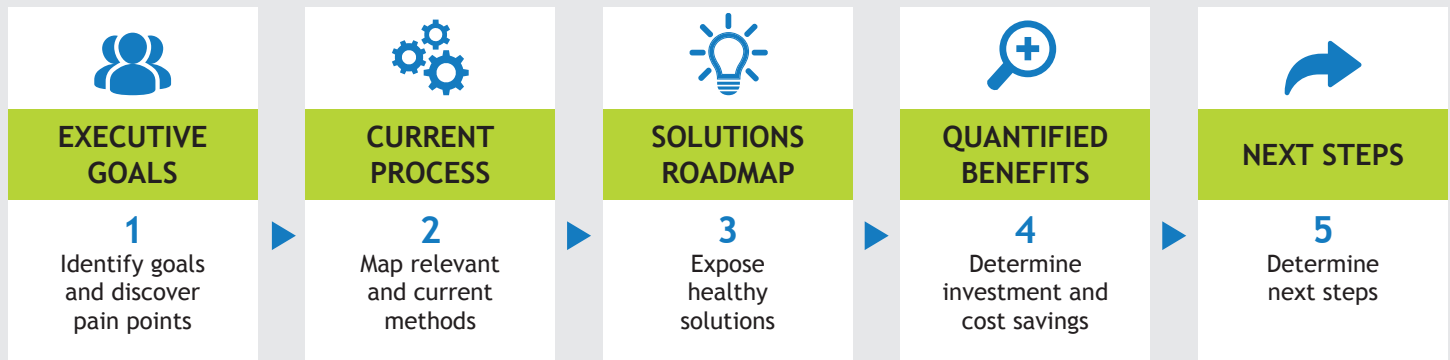 EXECUTIVE
GOALS
1
Identify goals
and discover
pain points
CURRENT
PROCESS
2
Map relevant
and current
methods
SOLUTIONS
ROADMAP
3
Expose
healthy
solutions
QUANTIFIED
BENEFITS
4
Determine
investment and
cost savings
NEXT STEPS
5
Determine
next steps